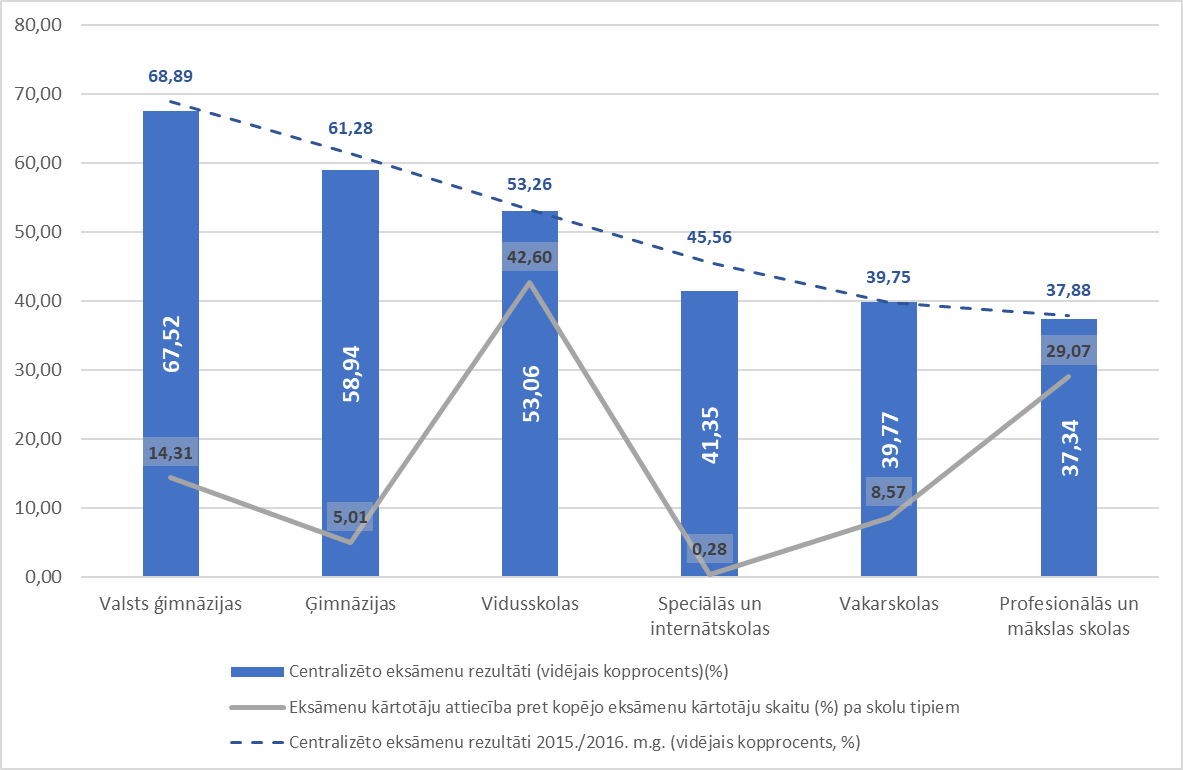 80,00
70,00
60,00
50,00
40,00
30,00
20,00
10,00
0,00
68,89
61,28
53,26
45,56
39,75
37,88
67,52
58,94
53,06
41,35
39,77
37,34
14,31
5,01
42,60
0,28
8,57
29,07
Valsts ģimnāzijas
Ģimnāzijas
Vidusskolas
Speciālās un
internātskolas
Vakarskolas
Profesionālās un
mākslas skolas
Centralizēto eksāmenu rezultāti (vidējais kopprocents)(%)
Eksāmenu kārtotāju attiecība pret kopējo eksāmenu kārtotāju skaitu (%) pa skolu tipiem
Centralizēto eksāmenu rezultāti 2015./2016. m.g. (vidējais kopprocents, %)